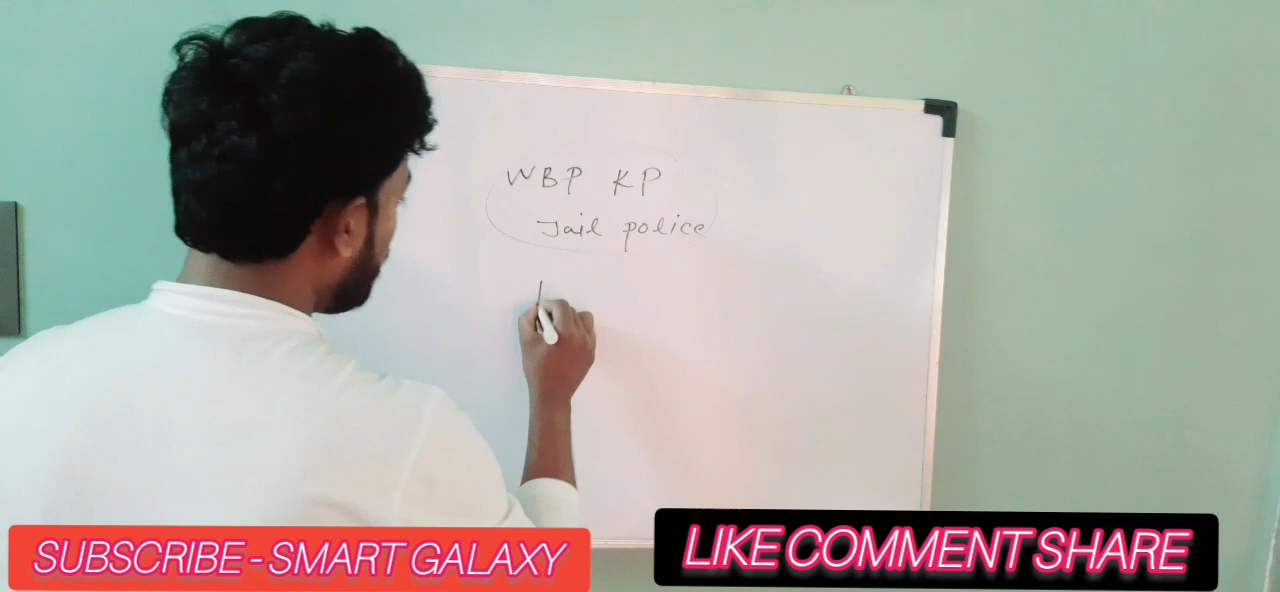 WBP KP
Jail police
SUBSCRIBE - SMART GALAXY
LIKE COMMENT SHARE